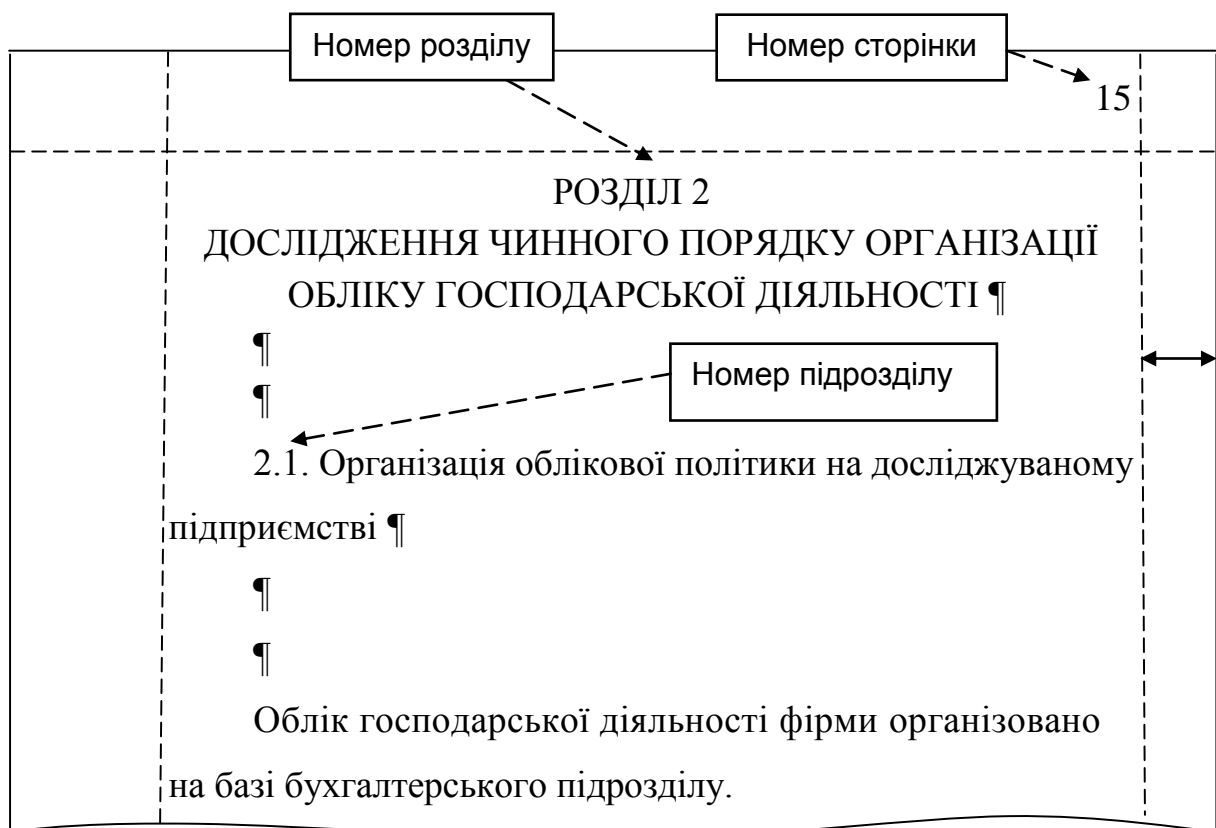 Номер розділу
Номер сторінки
15
РОЗДІЛ 2
ДОСЛІДЖЕННЯ ЧИННОГО ПОРЯДКУ ОРГАНІЗАЦІЇ
ОБЛІКУ ГОСПОДАРСЬКОЇ ДІЯЛЬНОСТІ ¶
¶
¶
Номер підрозділу
2.1. Організація облікової політики на досліджуваному
підприємстві ¶
¶
¶
Облік господарської діяльності фірми організовано
на базі бухгалтерського підрозділу.